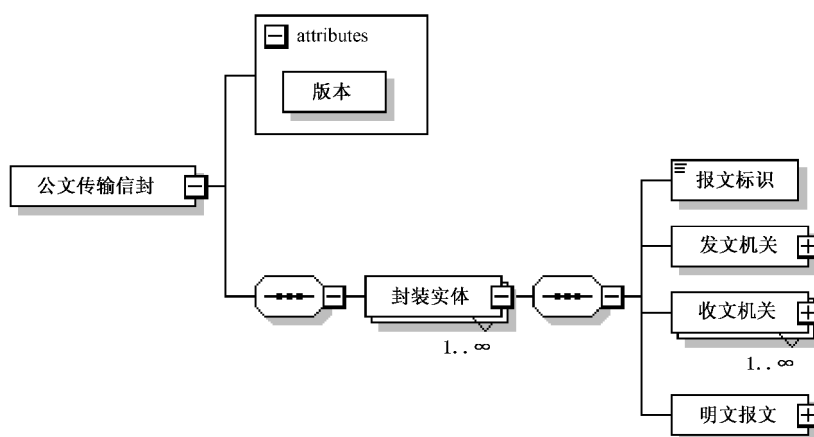 attributes
版本
公文传输信封
封装实体
1..∞
报文标识
发文机关
收文机关
1..∞
明文报文